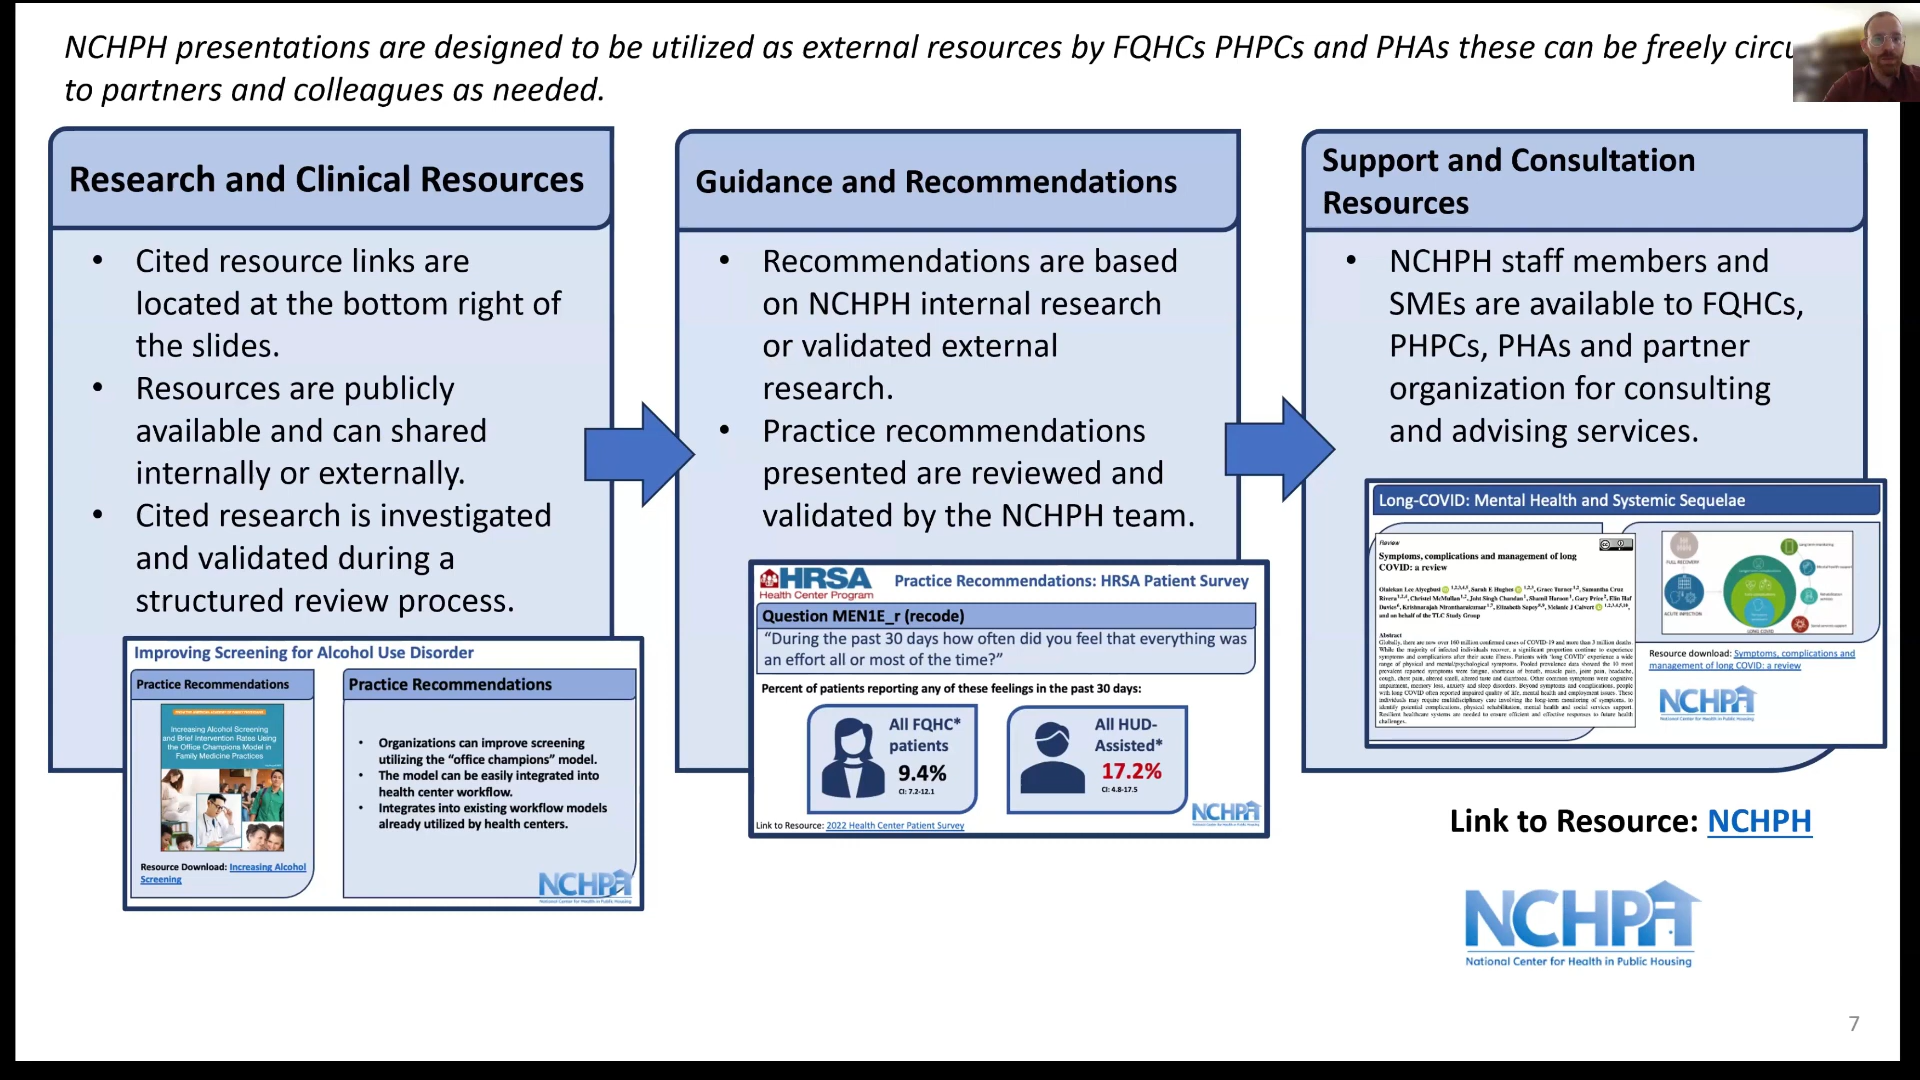 NCHPH presentations are designed to be utilized as external resources by FQHCs PHPCs and PHAs these can be freely
to partners and colleagues as needed.
Research and Clinical Resources
• Cited resource links are
located at the bottom right of
the slides.
• Resources are publicly
available and can shared
internally or externally.
• Cited research is investigated
and validated during a
structured review process.
Improving Screening for Alcohol Use Disorder
Practice Recommendations
Increasing Alcohol Screening
and Brief Intervention Rates Using
the Office Champions Model in
Family Medicine Practices
Resource Download: Increasing Alcohol
Screening
Practice Recommendations
• Organizations can improve screening
utilizing the “office champions” model.
• The model can be easily integrated into
health center workflow.
• Integrates into existing workflow models
already utilized by health centers.
NCHPH
National Center for Health in Public Housing
Guidance and Recommendations
• Recommendations are based
on NCHPH internal research
or validated external
research.
• Practice recommendations
presented are reviewed and
validated by the NCHPH team.
HRSA
Health Center Program
Practice Recommendations: HRSA Patient Survey
Question MEN1E_r (recode)
“During the past 30 days how often did you feel that everything was
an effort all or most of the time?”
Percent of patients reporting any of these feelings in the past 30 days:
All FQHC*
patients
9.4%
CI: 7.2-12.1
All HUD-
Assisted*
17.2%
CI: 4.8-17.5
NCHPH
Link to Resource: 2022 Health Center Patient Survey
Support and Consultation
Resources
• NCHPH staff members and
SMEs are available to FQHCs,
PHPCs, PHAs and partner
organization for consulting
and advising services.
Long-COVID: Mental Health and Systemic Sequelae
Review
Symptoms, complications and management of long
COVID: a review
and on behalf of the TLC Study Group
Abstract
FULL RECOVERY
ACUTE INFECTION
LONG COVID
Resource download: Symptoms, complications and
management of long COVID: a review
NCHPH
National Center for Health in Public Housing
Link to Resource: NCHPH
NCHPH
National Center for Health in Public Housing
7